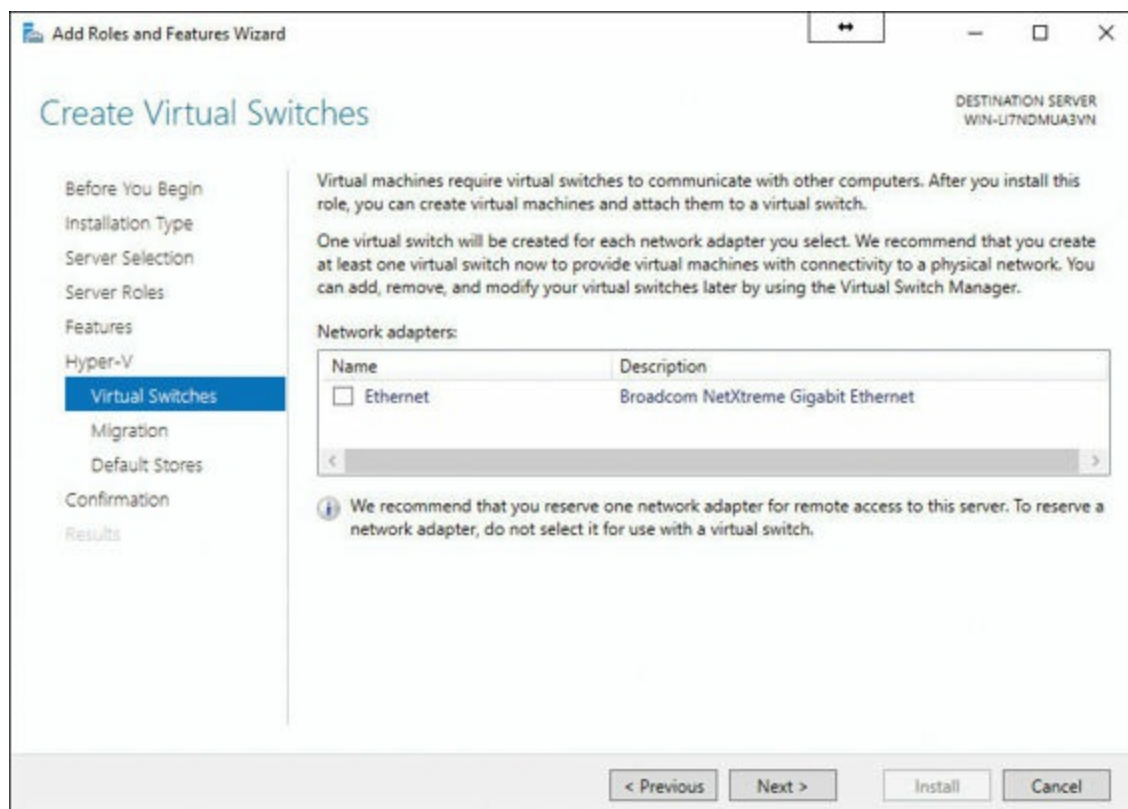 Add Roles and Features Wizard
Create Virtual Switches
DESTINATION SERVER
WIN-LI7NDMUA3VN
Before You Begin
Installation Type
Server Selection
Server Roles
Features
Hyper-V
Virtual Switches
Migration
Default Stores
Confirmation
Results
Virtual machines require virtual switches to communicate with other computers. After you install this
role, you can create virtual machines and attach them to a virtual switch.
One virtual switch will be created for each network adapter you select. We recommend that you create
at least one virtual switch now to provide virtual machines with connectivity to a physical network. You
can add, remove, and modify your virtual switches later by using the Virtual Switch Manager.
Network adapters:
Name Description
Ethernet Broadcom NetXtreme Gigabit Ethernet
We recommend that you reserve one network adapter for remote access to this server. To reserve a
network adapter, do not select it for use with a virtual switch.
< Previous Next > Install Cancel